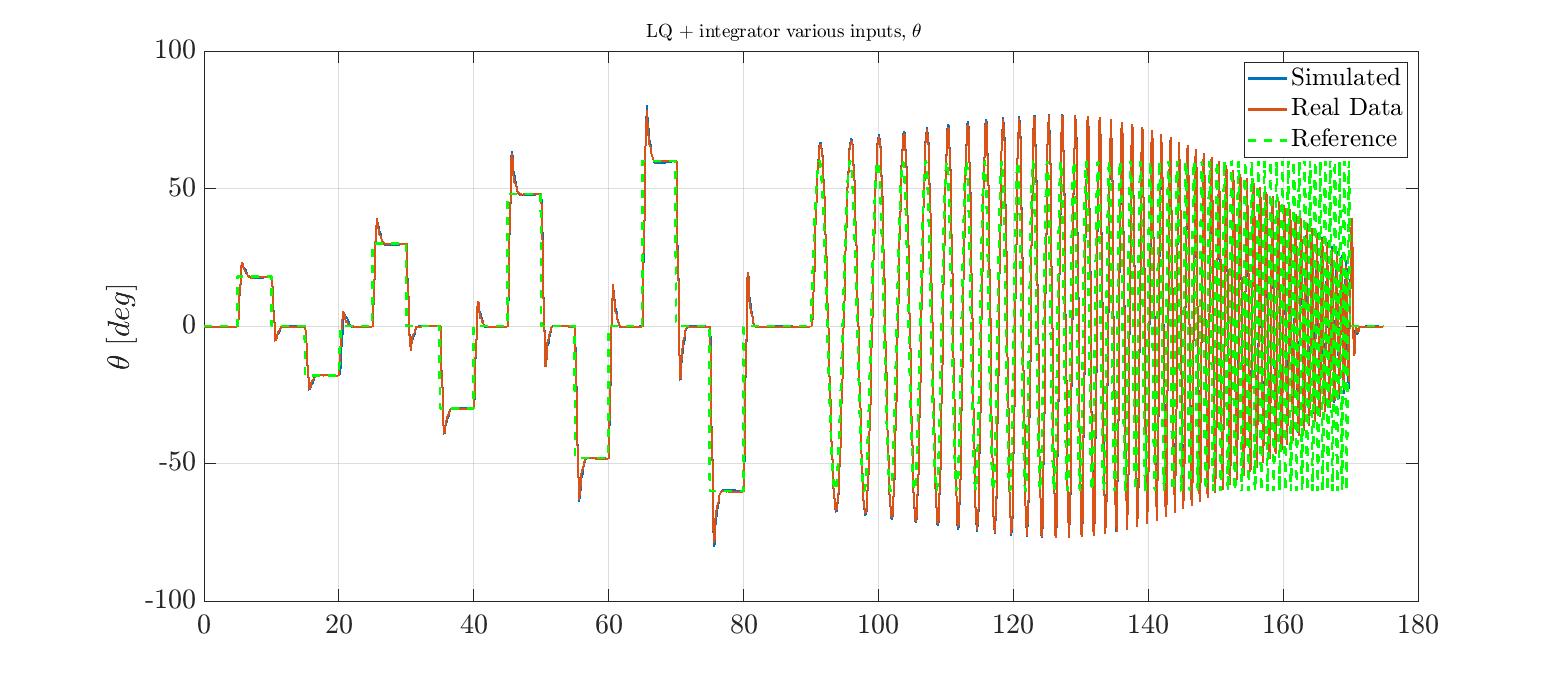 LQ + integrator various inputs, θ
100
50
0
-50
-100
θ [deg]
Simulated
Real Data
Reference
0 20 40 60 80 100 120 140 160 180